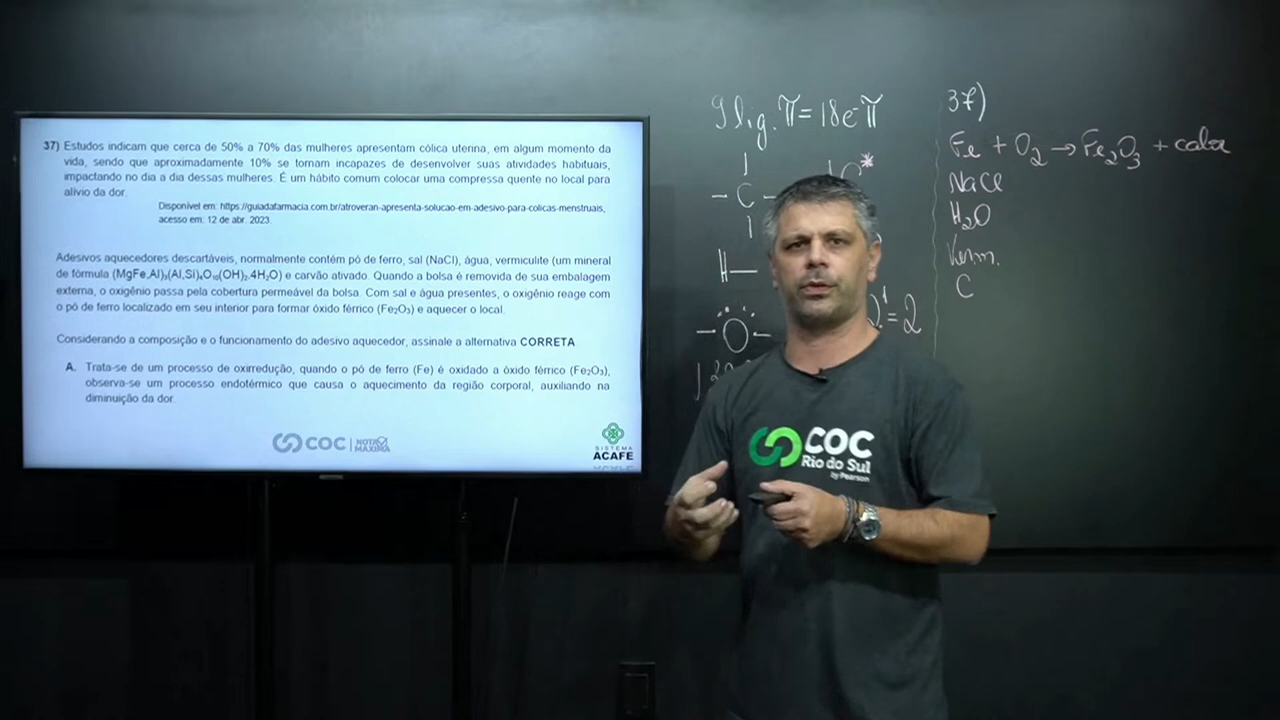 37) Estudos indicam que cerca de 50% a 70% das mulheres apresentam cólica uterina, em algum momento da
vida, sendo que aproximadamente 10% se tornam incapazes de desenvolver suas atividades habituais,
impactando no dia a dia dessas mulheres. É um hábito comum colocar uma compressa quente no local para
alívio da dor.
Disponível em: https://guiadafarmacia.com.br/atroveran-apresenta-solucao-em-adesivo-para-colicas-menstruais,
acesso em: 12 de abr. 2023.
Adesivos aquecedores descartáveis, normalmente contém pó de ferro, sal (NaCl), água, vermiculite (um mineral
de fórmula (MgFe,Al)₃(Al,Si)₄O₁₀(OH)₂.4H₂O) e carvão ativado. Quando a bolsa é removida de sua embalagem
externa, o oxigênio passa pela cobertura permeável da bolsa. Com sal e água presentes, o oxigênio reage com
o pó de ferro localizado em seu interior para formar óxido férrico (Fe₂O₃) e aquecer o local.
Considerando a composição e o funcionamento do adesivo aquecedor, assinale a alternativa CORRETA
A. Trata-se de um processo de oxirredução, quando o pó de ferro (Fe) é oxidado a óxido férrico (Fe₂O₃),
observa-se um processo endotérmico que causa o aquecimento da região corporal, auxiliando na
diminuição da dor.
COC | NOTA MÁXIMA
SISTEMA
ACAFE
9 lig. π = 18e⁻π
– C –
H—
– O –
= 2
37)
Fe + O₂ → Fe₂O₃ + calor
NaCl
H₂O
Verm.
C
COC
Rio do Sul
by Pearson